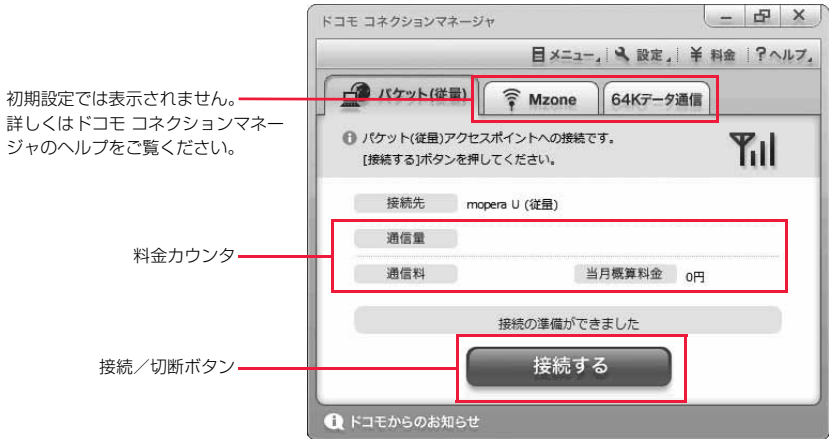 ドコモ コネクションマネージャ
メニュー 設定 ¥ 料金 ?ヘルプ
初期設定では表示されません。
詳しくはドコモ コネクションマネー
ジャのヘルプをご覧ください。
パケット(従量) Mzone 64Kデータ通信
パケット(従量)アクセスポイントへの接続です。
[接続する]ボタンを押してください。
接続先 mopera U (従量)
料金カウンタ
通信量
通信料 当月概算料金 0円
接続の準備ができました
接続/切断ボタン
接続する
ドコモからのお知らせ